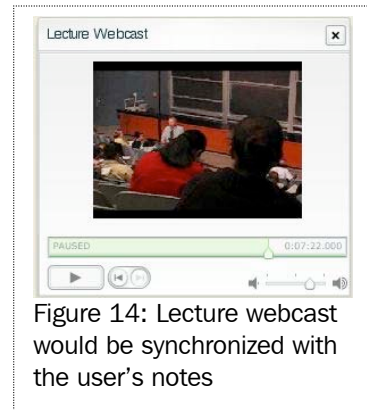 Lecture Webcast
PAUSED
0:07:22.000
Figure 14: Lecture webcast
would be synchronized with
the user's notes